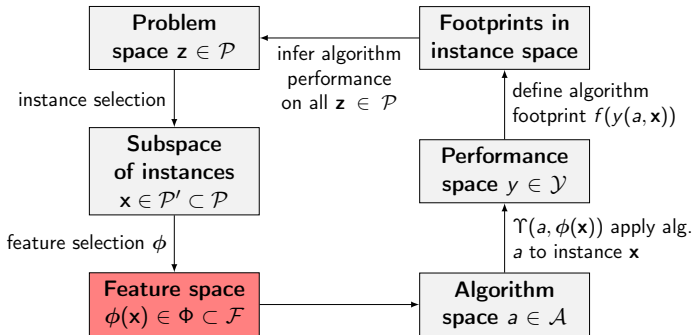 Problem
space z ∈ 𝒫
instance selection
Subspace
of instances
x ∈ 𝒫′ ⊂ 𝒫
feature selection ϕ
Feature space
ϕ(x) ∈ Φ ⊂ ℱ
Algorithm
space a ∈ 𝒜
ϒ(a, ϕ(x)) apply alg.
a to instance x
Performance
space y ∈ 𝒴
define algorithm
footprint f(y(a, x))
Footprints in
instance space
infer algorithm
performance
on all z ∈ 𝒫